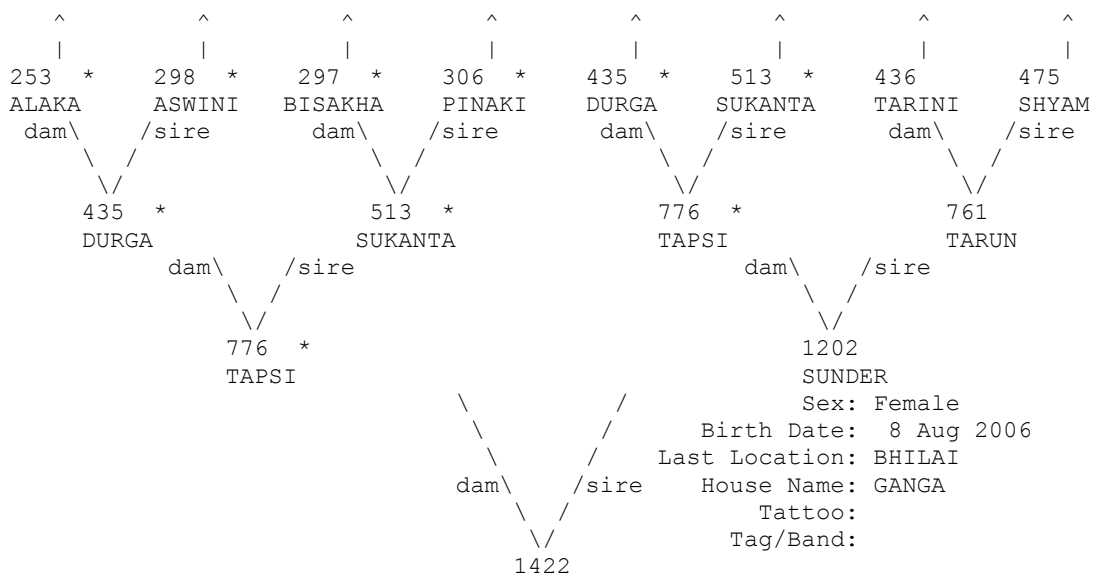 ^ ^ ^ ^ ^ ^ ^ ^
| | | | | | | |
253 * 298 * 297 * 306 * 435 * 513 * 436 475
ALAKA ASWINI BISAKHA PINAKI DURGA SUKANTA TARINI SHYAM
dam\ /sire dam\ /sire dam\ /sire dam\ /sire
\ / \ / \ / \ /
\/ \/ \/ \/
435 * 513 * 776 * 761
DURGA SUKANTA TAPSI TARUN
dam\ /sire dam\ /sire
\ / \ /
\/ \/
776 * 1202
TAPSI SUNDER
\ / Sex: Female
\ / Birth Date: 8 Aug 2006
\ / Last Location: BHILAI
dam\ /sire House Name: GANGA
\ / Tattoo:
\/ Tag/Band:
1422